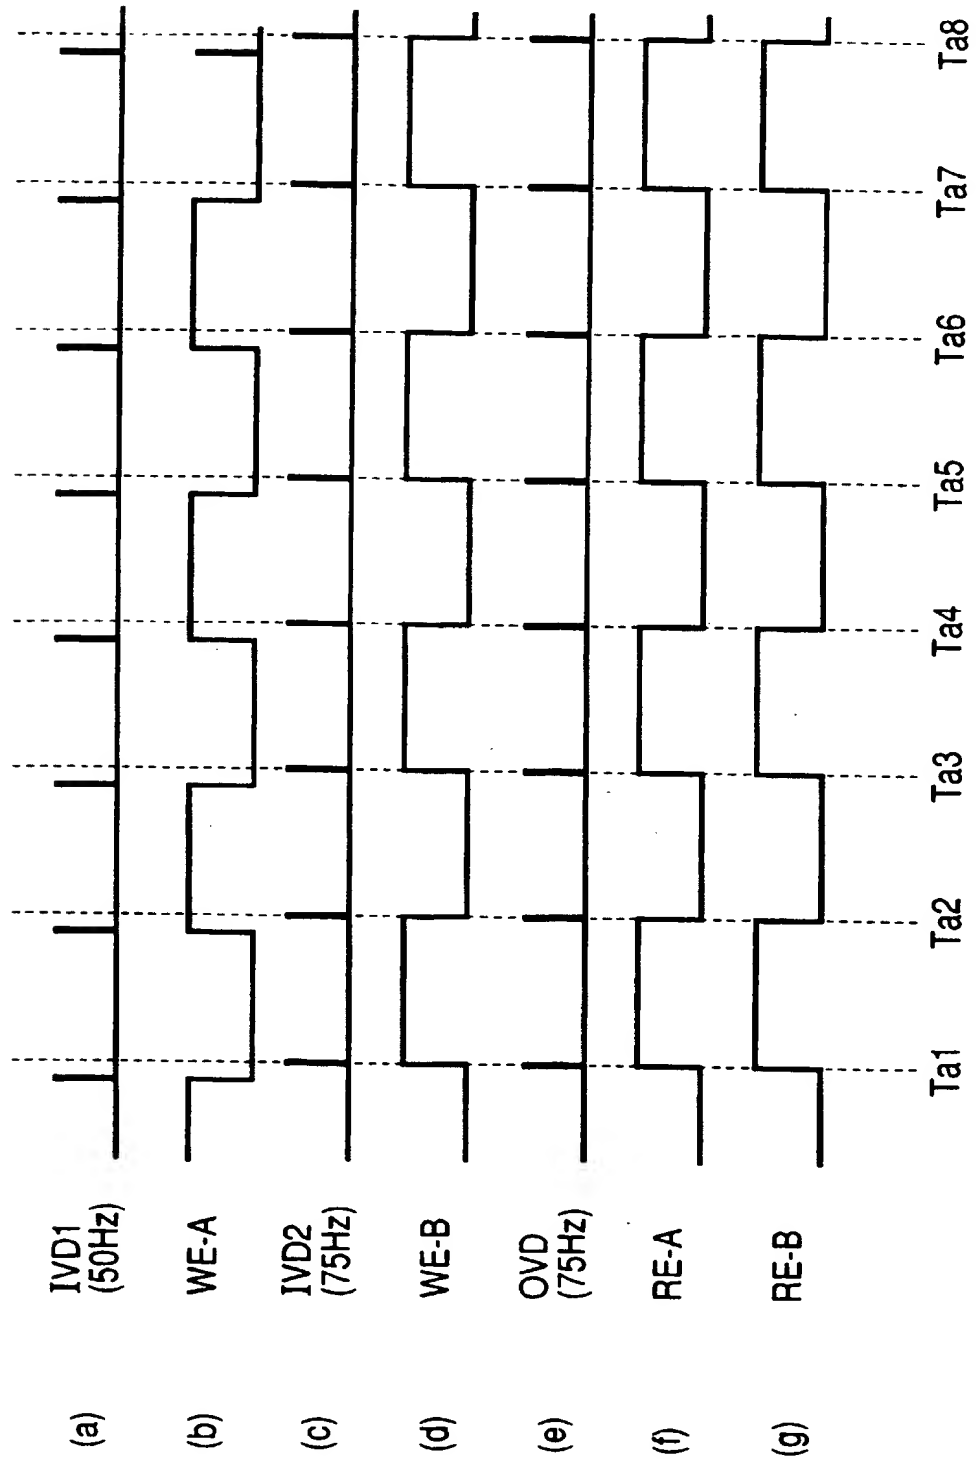 (a) IVD1
(50Hz)
(b) WE-A
(c) IVD2
(75Hz)
(d) WE-B
(e) OVD
(75Hz)
(f) RE-A
(g) RE-B
Ta1 Ta2 Ta3 Ta4 Ta5 Ta6 Ta7 Ta8